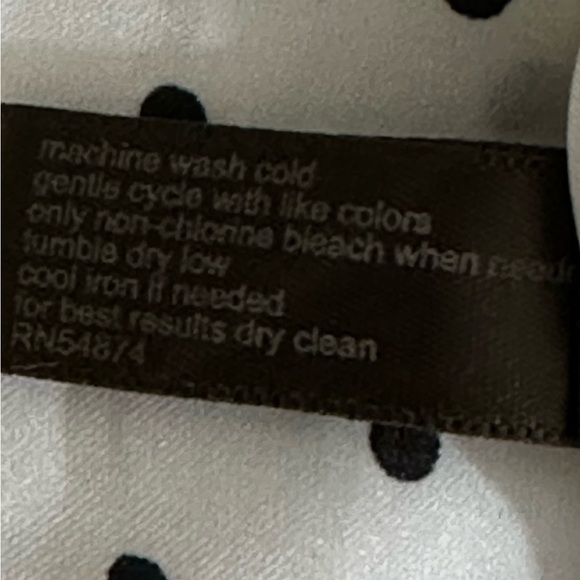 machine wash cold
gentle cycle with like colors
only non-chlorine bleach when needed
tumble dry low
cool iron if needed
for best results dry clean
RN54874